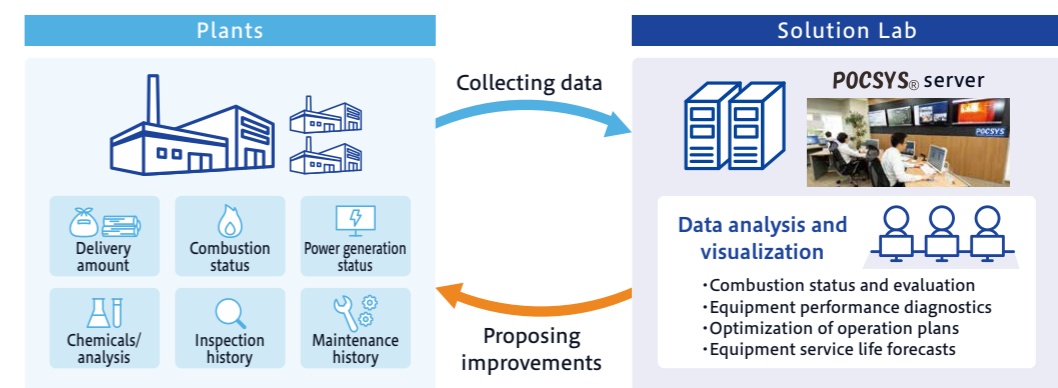 Plants
Delivery
amount
Combustion
status
Power generation
status
Chemicals/
analysis
Inspection
history
Maintenance
history
Collecting data
Proposing
improvements
Solution Lab
POCSYS® server
POCSYS
Data analysis and
visualization
・Combustion status and evaluation
・Equipment performance diagnostics
・Optimization of operation plans
・Equipment service life forecasts